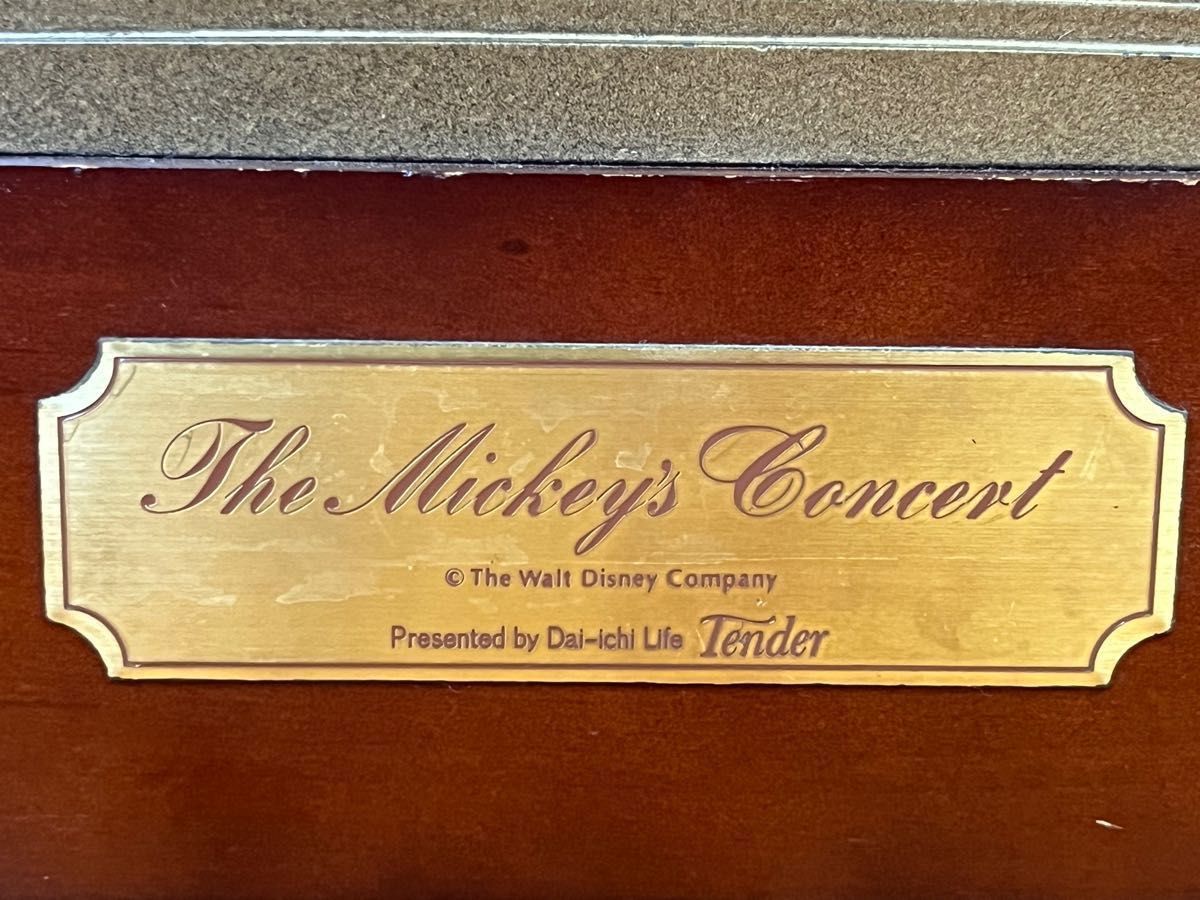 The Mickey's Concert
© The Walt Disney Company
Presented by Dai-ichi Life Tender